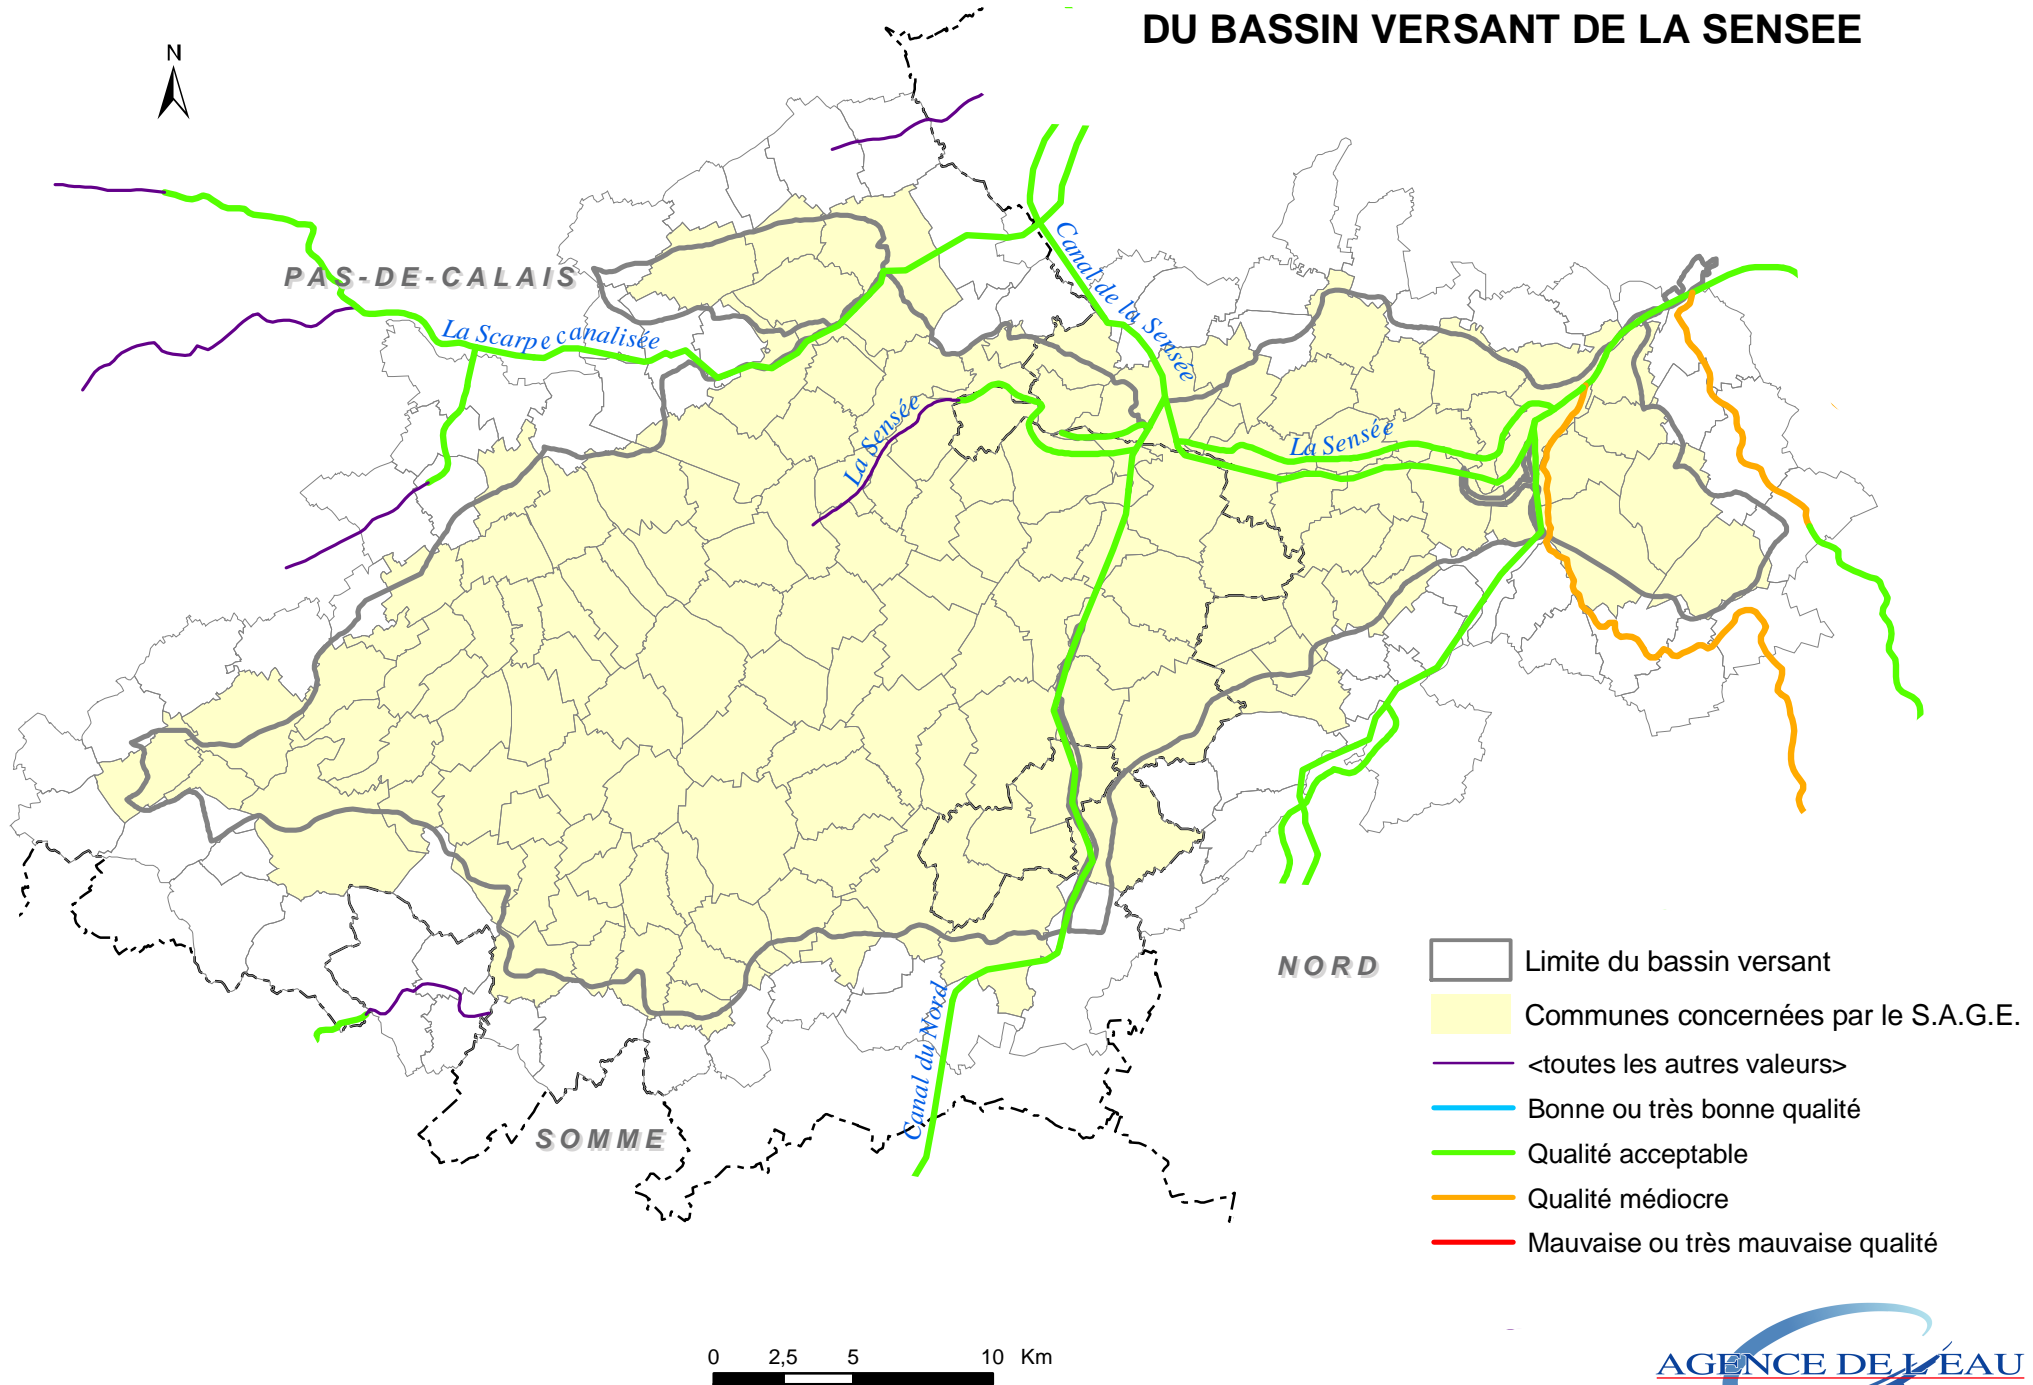 DU BASSIN VERSANT DE LA SENSEE
N
PAS-DE-CALAIS
La Scarpe canalisée
Canal de la Sensée
La Sensée
La Sensée
Canal du Nord
NORD
SOMME
Limite du bassin versant
Communes concernées par le S.A.G.E.
<toutes les autres valeurs>
Bonne ou très bonne qualité
Qualité acceptable
Qualité médiocre
Mauvaise ou très mauvaise qualité
0 2,5 5 10 Km
AGENCE DE L'EAU